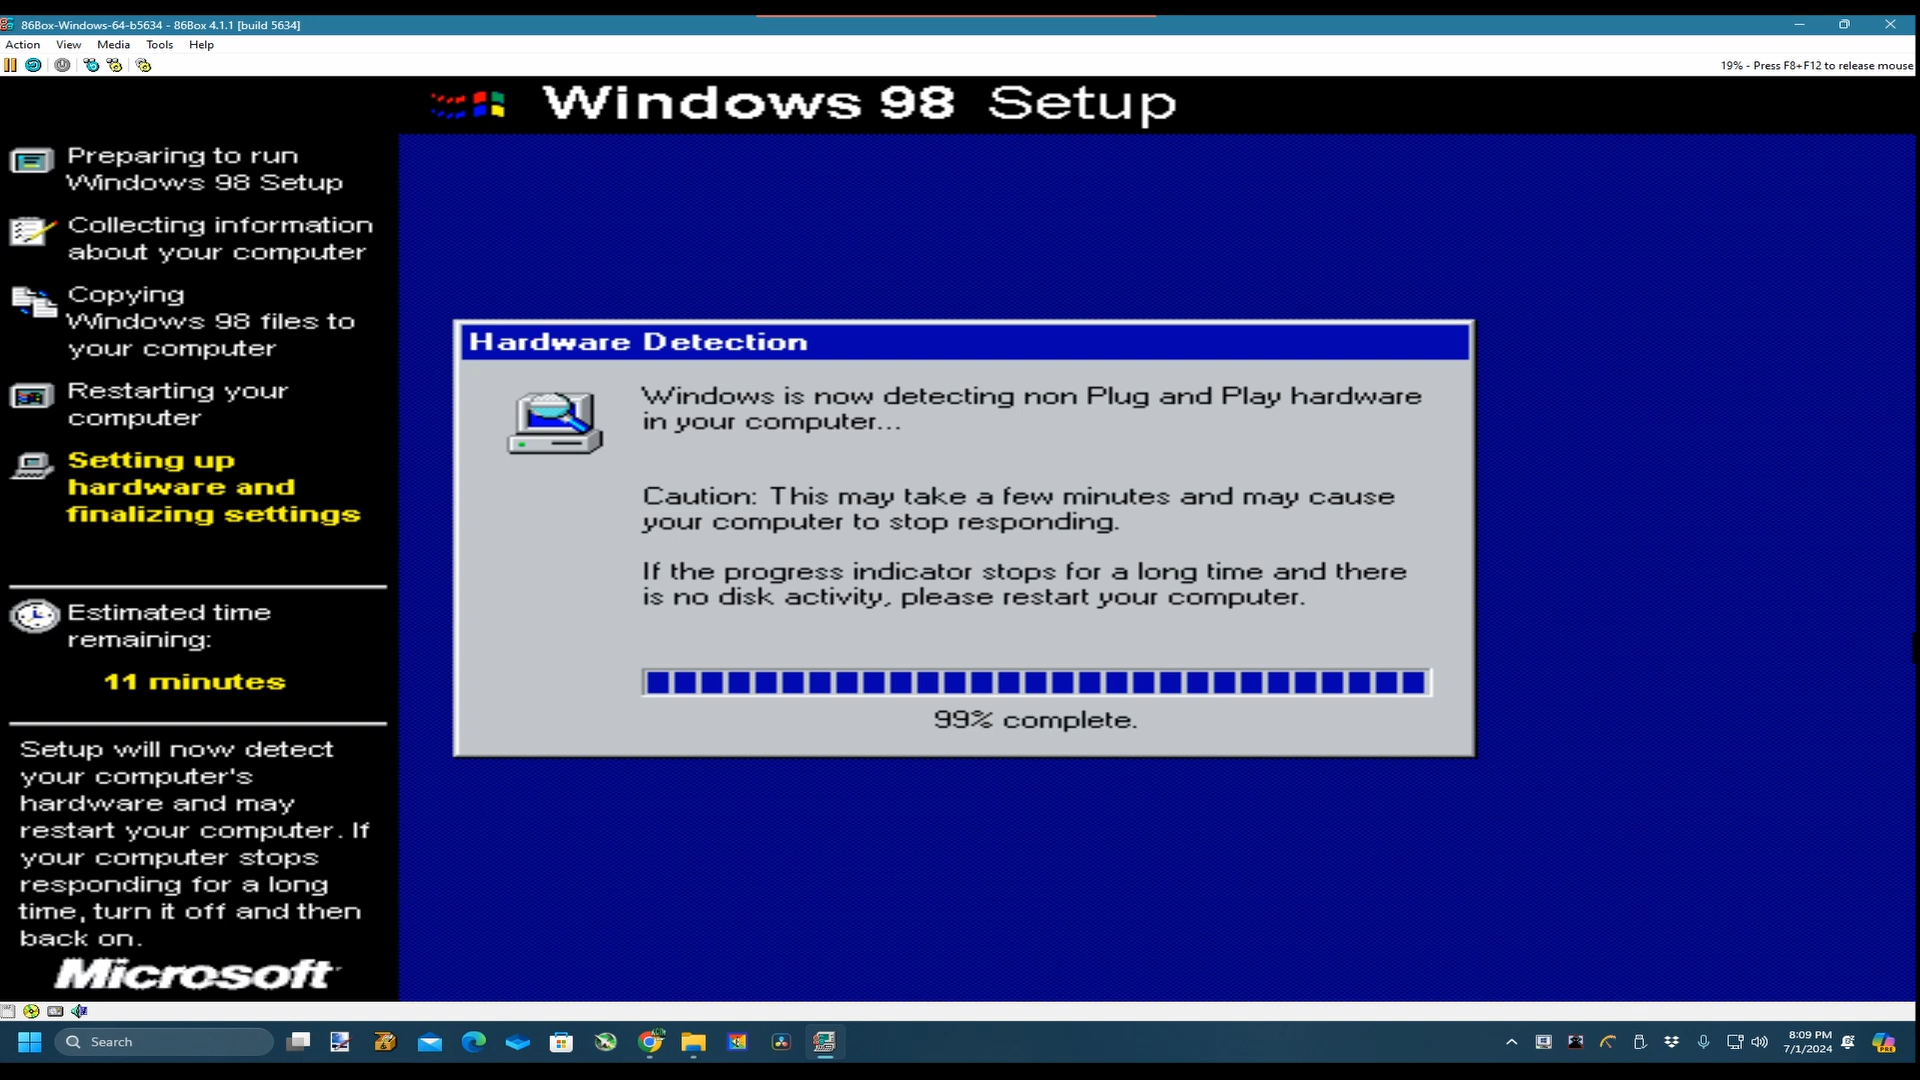 86Box-Windows-64-b5634 - 86Box 4.1.1 [build 5634]
Action View Media Tools Help
19% - Press F8+F12 to release mouse
Windows 98 Setup
Preparing to run
Windows 98 Setup
Collecting information
about your computer
Copying
Windows 98 files to
your computer
Restarting your
computer
Setting up
hardware and
finalizing settings
Estimated time
remaining:
11 minutes
Setup will now detect
your computer's
hardware and may
restart your computer. If
your computer stops
responding for a long
time, turn it off and then
back on.
Microsoft
Hardware Detection
Windows is now detecting non Plug and Play hardware
in your computer...
Caution: This may take a few minutes and may cause
your computer to stop responding.
If the progress indicator stops for a long time and there
is no disk activity, please restart your computer.
99% complete.
Search
8:09 PM
7/1/2024
PRE